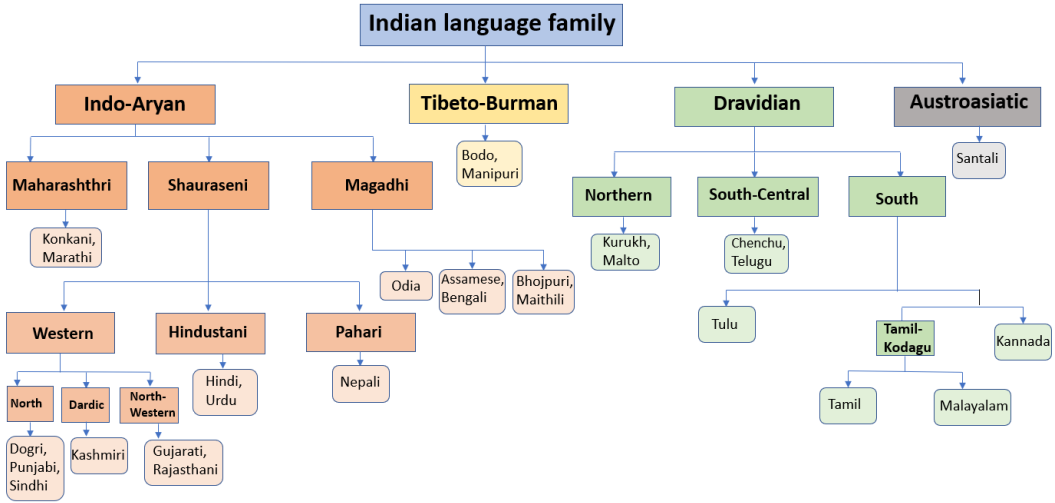 Indian language family
Indo-Aryan
Tibeto-Burman
Dravidian
Austroasiatic
Bodo,
Manipuri
Santali
Maharashthri
Shauraseni
Magadhi
Northern
South-Central
South
Konkani,
Marathi
Kurukh,
Malto
Chenchu,
Telugu
Odia
Assamese,
Bengali
Bhojpuri,
Maithili
Western
Hindustani
Pahari
Tulu
Tamil-
Kodagu
Kannada
Hindi,
Urdu
Nepali
North
Dardic
North-
Western
Tamil
Malayalam
Dogri,
Punjabi,
Sindhi
Kashmiri
Gujarati,
Rajasthani